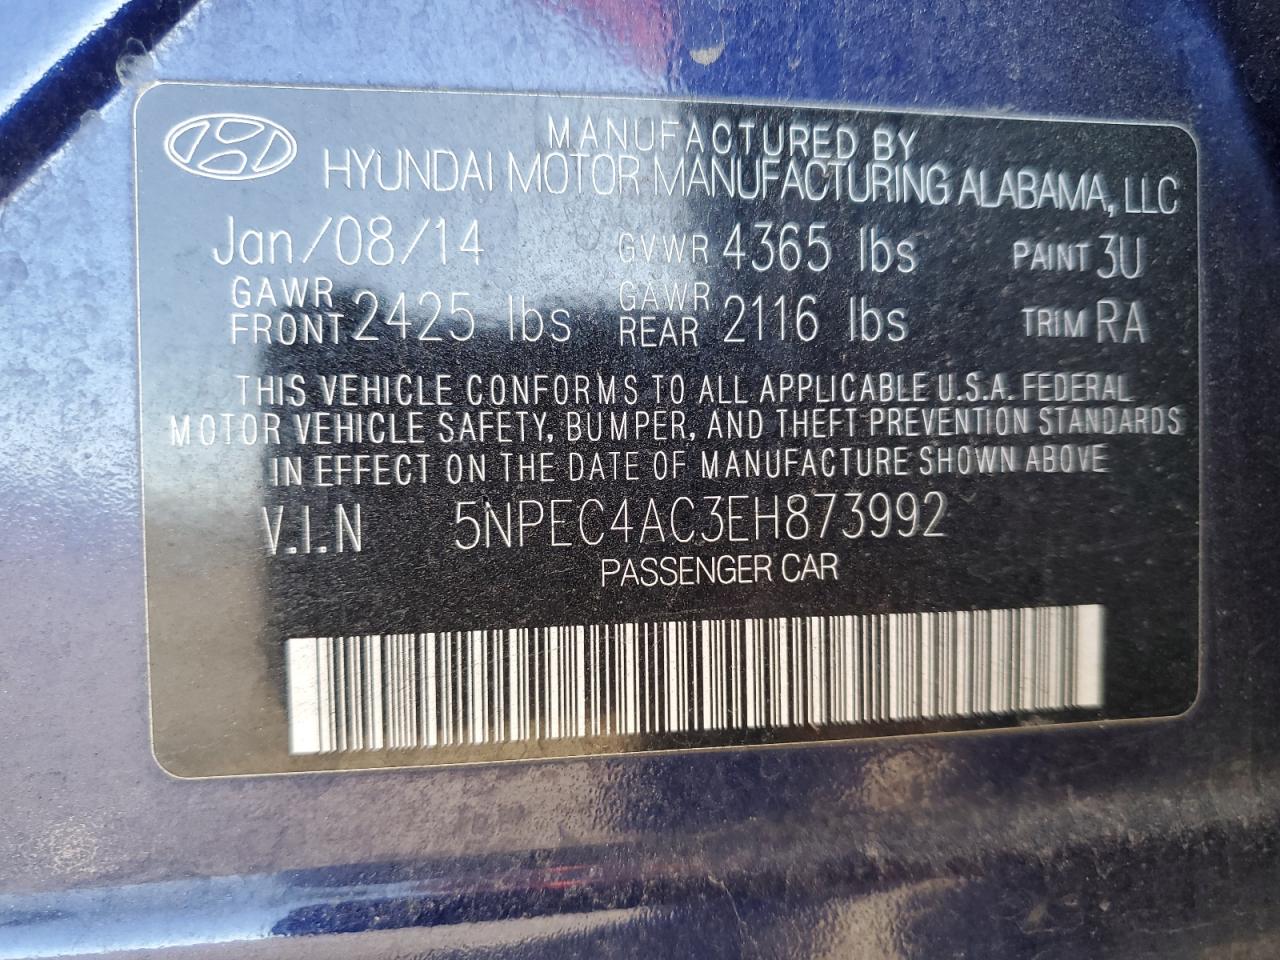 MANUFACTURED BY
HYUNDAI MOTOR MANUFACTURING ALABAMA, LLC
Jan/08/14 GVWR 4365 lbs PAINT 3U
GAWR FRONT 2425 lbs GAWR REAR 2116 lbs TRIM RA
THIS VEHICLE CONFORMS TO ALL APPLICABLE U.S.A. FEDERAL
MOTOR VEHICLE SAFETY, BUMPER, AND THEFT PREVENTION STANDARDS
IN EFFECT ON THE DATE OF MANUFACTURE SHOWN ABOVE
V.I.N 5NPEC4AC3EH873992
PASSENGER CAR